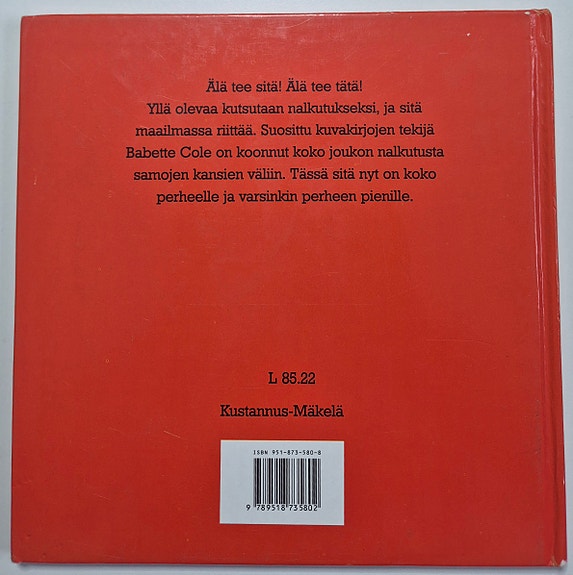 Älä tee sitä! Älä tee tätä!
Yllä olevaa kutsutaan nalkutukseksi, ja sitä
maailmassa riittää. Suosittu kuvakirjojen tekijä
Babette Cole on koonnut koko joukon nalkutusta
samojen kansien väliin. Tässä sitä nyt on koko
perheelle ja varsinkin perheen pienille.
L 85.22
Kustannus-Mäkelä
ISBN 951-873-580-8
9 789518 735802